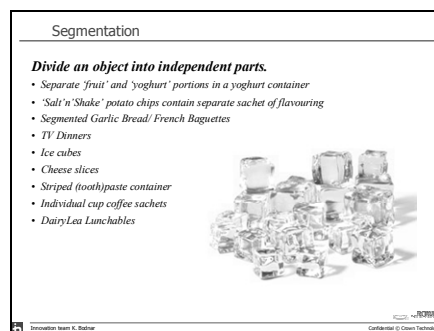 Segmentation
Divide an object into independent parts.
• Separate ‘fruit’ and ‘yoghurt’ portions in a yoghurt container
• ‘Salt’n’Shake’ potato chips contain separate sachet of flavouring
• Segmented Garlic Bread/ French Baguettes
• TV Dinners
• Ice cubes
• Cheese slices
• Striped (tooth)paste container
• Individual cup coffee sachets
• DairyLea Lunchables
Innovation team K. Bodnar
Confidential © Crown Technol